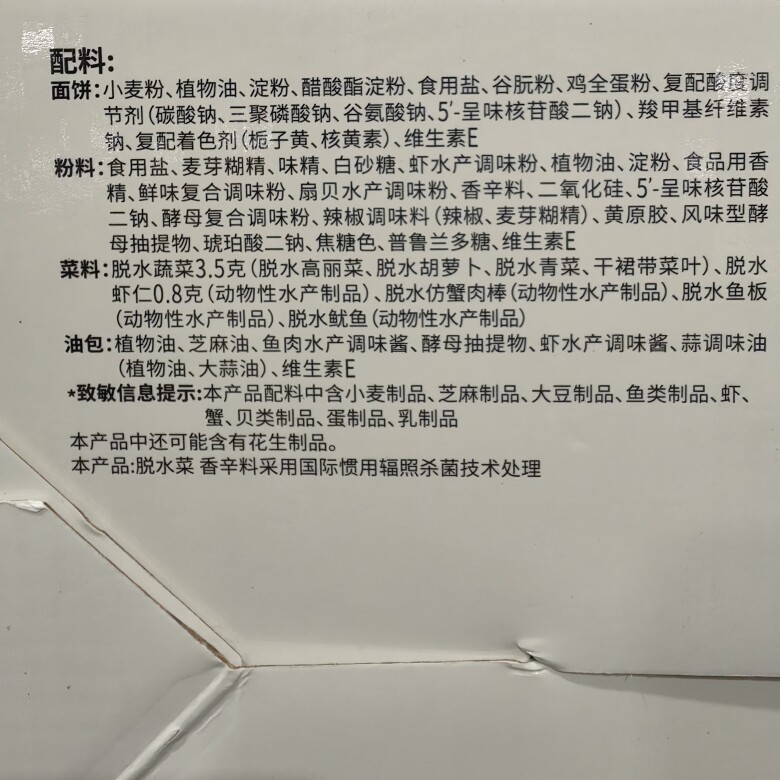 配料:
面饼:小麦粉、植物油、淀粉、醋酸酯淀粉、食用盐、谷朊粉、鸡全蛋粉、复配酸度调
节剂(碳酸钠、三聚磷酸钠、谷氨酸钠、5′-呈味核苷酸二钠)、羧甲基纤维素
钠、复配着色剂(栀子黄、核黄素)、维生素E
粉料:食用盐、麦芽糊精、味精、白砂糖、虾水产调味粉、植物油、淀粉、食品用香
精、鲜味复合调味粉、扇贝水产调味粉、香辛料、二氧化硅、5′-呈味核苷酸
二钠、酵母复合调味粉、辣椒调味料(辣椒、麦芽糊精)、黄原胶、风味型酵
母抽提物、琥珀酸二钠、焦糖色、普鲁兰多糖、维生素E
菜料:脱水蔬菜3.5克(脱水高丽菜、脱水胡萝卜、脱水青菜、干裙带菜叶)、脱水
虾仁0.8克(动物性水产制品)、脱水仿蟹肉棒(动物性水产制品)、脱水鱼板
(动物性水产制品)、脱水鱿鱼(动物性水产制品)
油包:植物油、芝麻油、鱼肉水产调味酱、酵母抽提物、虾水产调味酱、蒜调味油
(植物油、大蒜油)、维生素E
*致敏信息提示:本产品配料中含小麦制品、芝麻制品、大豆制品、鱼类制品、虾、
蟹、贝类制品、蛋制品、乳制品
本产品中还可能含有花生制品。
本产品:脱水菜 香辛料采用国际惯用辐照杀菌技术处理